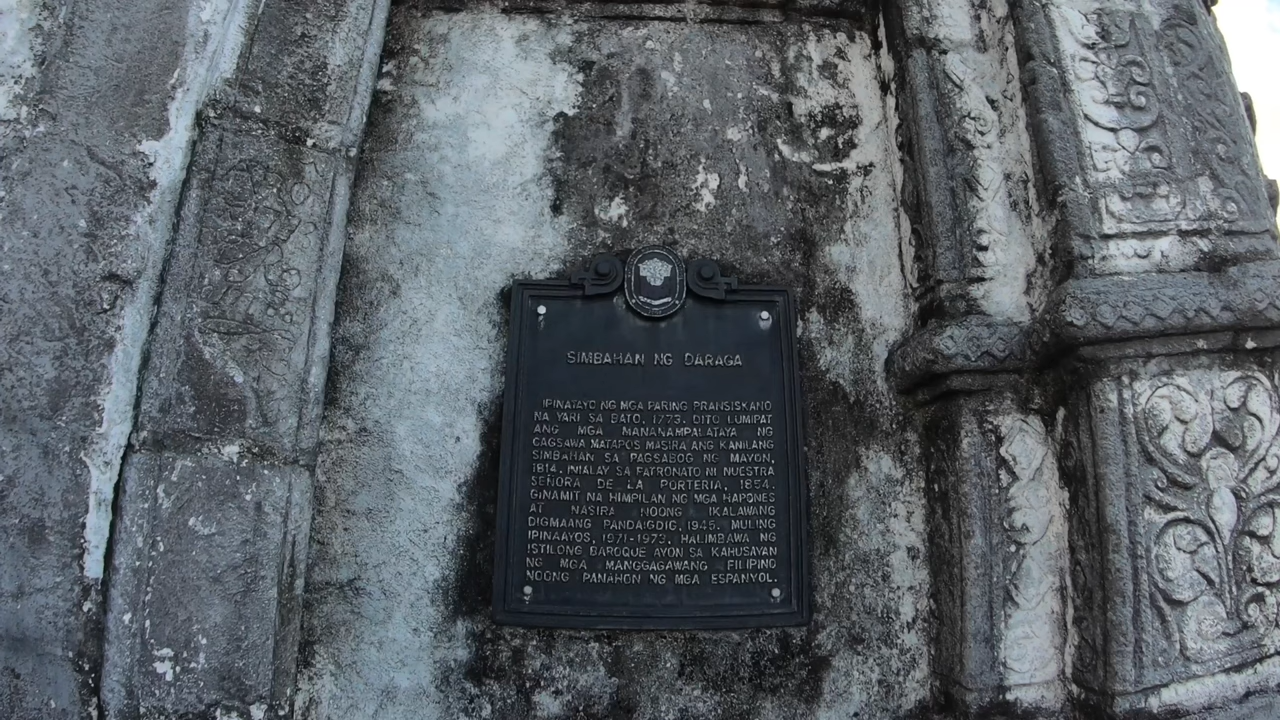 SIMBAHAN NG DARAGA
IPINATAYO NG MGA PARING PRANSISKANO
NA YARI SA BATO, 1773. DITO LUMIPAT
ANG MGA MANANAMPALATAYA NG
CAGSAWA MATAPOS MASIRA ANG KANILANG
SIMBAHAN SA PAGSABOG NG MAYON,
1814. INIALAY SA PATRONATO NI NUESTRA
SEÑORA DE LA PORTERIA, 1854.
GINAMIT NA HIMPILAN NG MGA HAPONES
AT NASIRA NOONG IKALAWANG
DIGMAANG PANDAIGDIG, 1945. MULING
IPINAAYOS, 1971-1973. HALIMBAWA NG
ISTILONG BAROQUE AYON SA KAHUSAYAN
NG MGA MANGGAGAWANG FILIPINO
NOONG PANAHON NG MGA ESPANYOL.